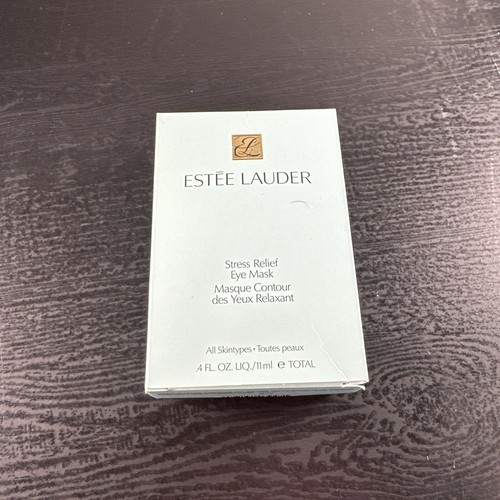 EL
ESTĒE LAUDER
Stress Relief
Eye Mask
Masque Contour
des Yeux Relaxant
All Skintypes • Toutes peaux
.4 FL. OZ. LIQ./11ml ℮ TOTAL